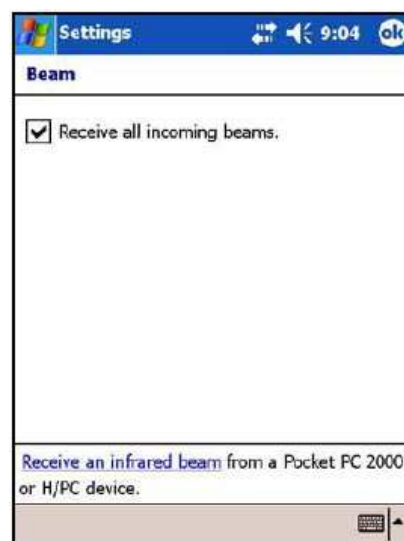 Settings 9:04 ok
Beam
Receive all incoming beams.
Receive an infrared beam from a Pocket PC 2000
or H/PC device.